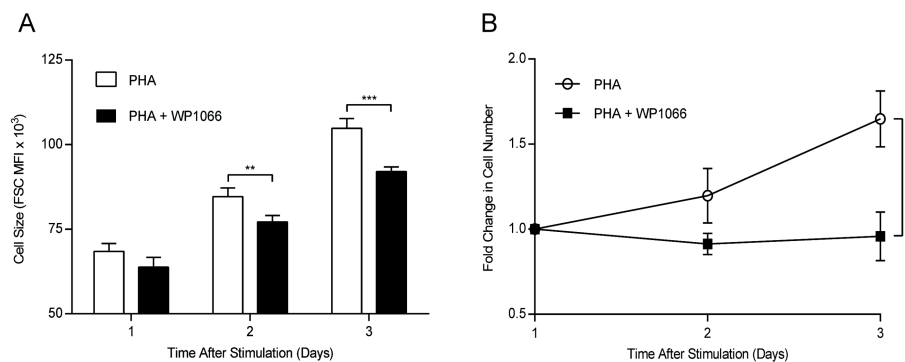 A
125
100
75
50
Cell Size (FSC MFI x 10³)
PHA
PHA + WP1066
**
***
1 2 3
Time After Stimulation (Days)
B
2.0
1.5
1.0
0.5
Fold Change in Cell Number
PHA
PHA + WP1066
1 2 3
Time After Stimulation (Days)